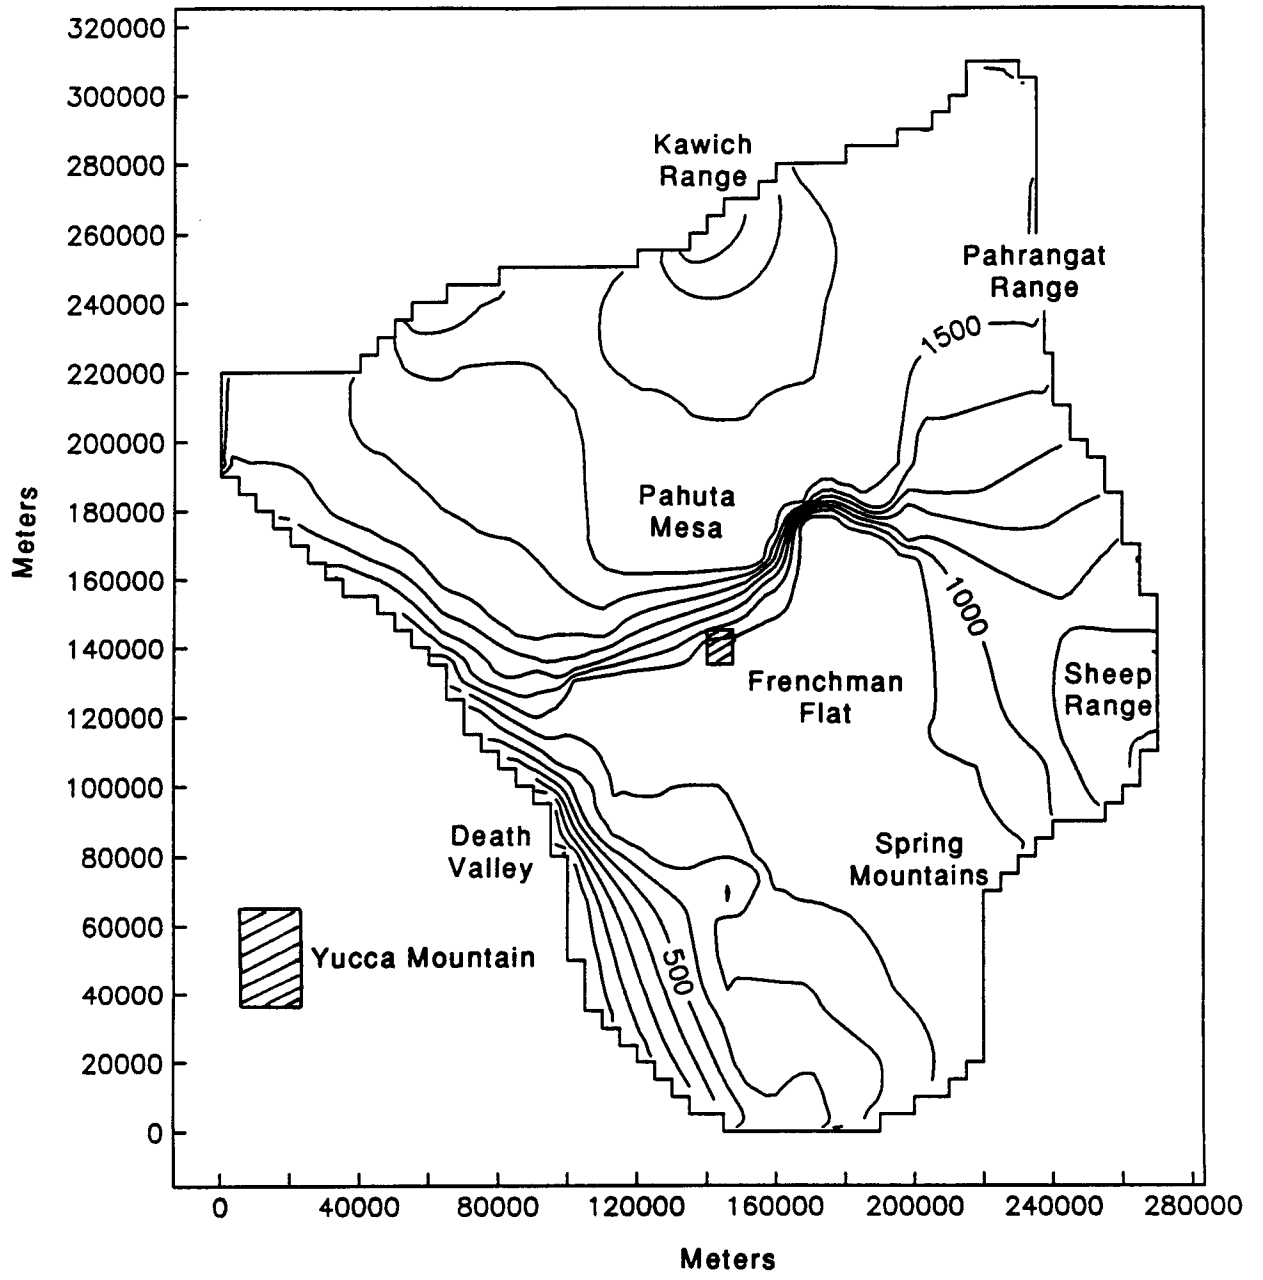 320000
300000
Kawich
Range
280000
260000
Pahrangat
Range
240000
1500
220000
200000
Pahuta
Mesa
180000
Meters
160000
1000
140000
Frenchman
Flat
Sheep
Range
120000
100000
Death
Valley
Spring
Mountains
80000
60000
Yucca Mountain
500
40000
20000
0
0 40000 80000 120000 160000 200000 240000 280000
Meters